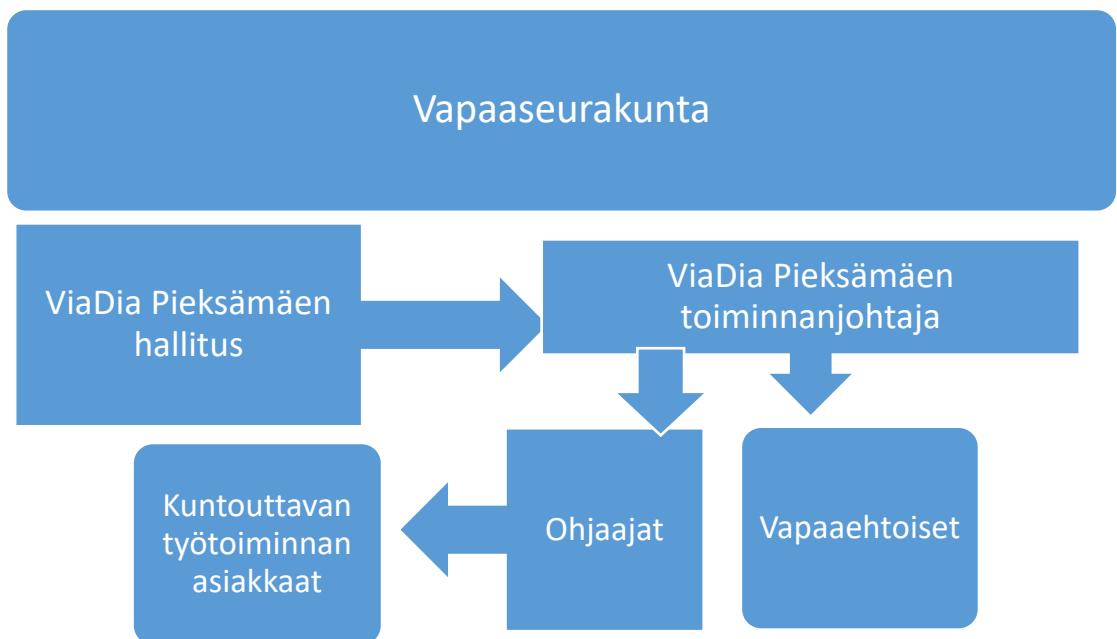 Vapaaseurakunta
ViaDia Pieksämäen
hallitus
ViaDia Pieksämäen
toiminnanjohtaja
Kuntouttavan
työtoiminnan
asiakkaat
Ohjaajat
Vapaaehtoiset